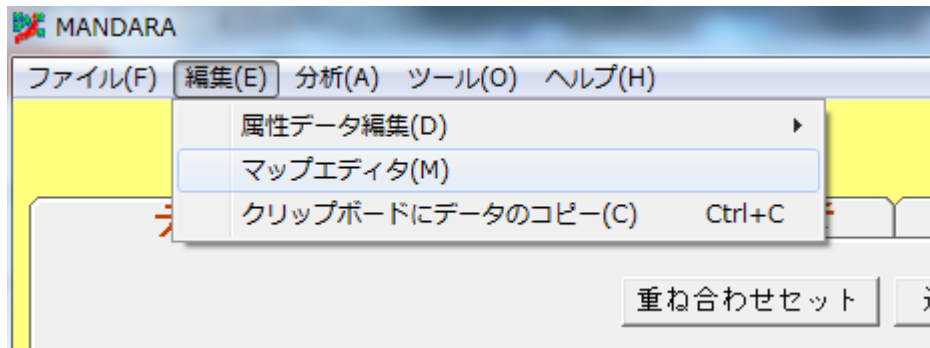 MANDARA
ファイル(F) 編集(E) 分析(A) ツール(O) ヘルプ(H)
属性データ編集(D)
マップエディタ(M)
クリップボードにデータのコピー(C) Ctrl+C
重ね合わせセット